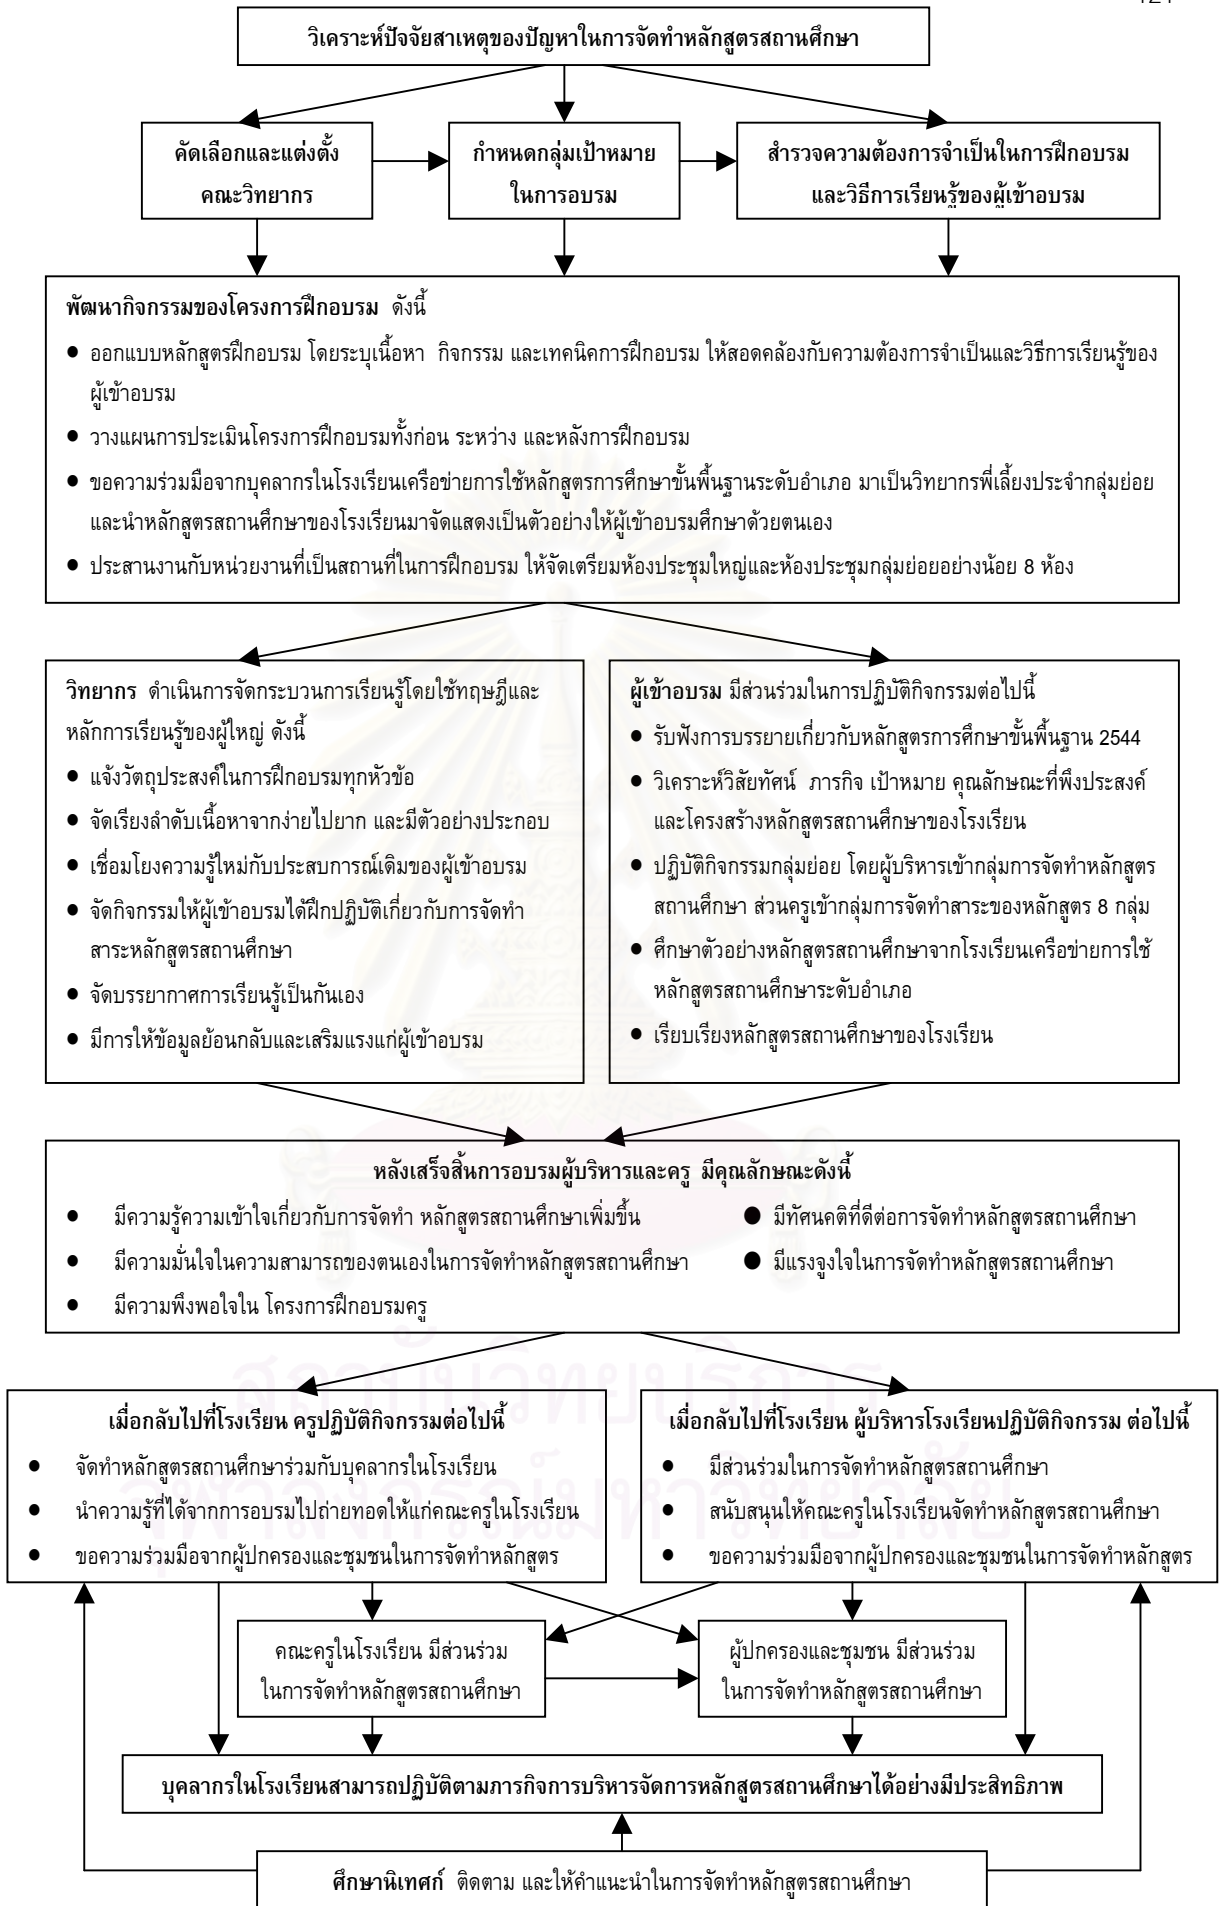 วิเคราะห์ปัจจัยสาเหตุของปัญหาในการจัดทำหลักสูตรสถานศึกษา
คัดเลือกและแต่งตั้ง
คณะวิทยากร
กำหนดกลุ่มเป้าหมาย
ในการอบรม
สำรวจความต้องการจำเป็นในการฝึกอบรม
และวิธีการเรียนรู้ของผู้เข้าอบรม
พัฒนากิจกรรมของโครงการฝึกอบรม ดังนี้
● ออกแบบหลักสูตรฝึกอบรม โดยระบุเนื้อหา กิจกรรม และเทคนิคการฝึกอบรม ให้สอดคล้องกับความต้องการจำเป็นและวิธีการเรียนรู้ของ
ผู้เข้าอบรม
● วางแผนการประเมินโครงการฝึกอบรมทั้งก่อน ระหว่าง และหลังการฝึกอบรม
● ขอความร่วมมือจากบุคลากรในโรงเรียนเครือข่ายการใช้หลักสูตรการศึกษาขั้นพื้นฐานระดับอำเภอ มาเป็นวิทยากรพี่เลี้ยงประจำกลุ่มย่อย
และนำหลักสูตรสถานศึกษาของโรงเรียนมาจัดแสดงเป็นตัวอย่างให้ผู้เข้าอบรมศึกษาด้วยตนเอง
● ประสานงานกับหน่วยงานที่เป็นสถานที่ในการฝึกอบรม ให้จัดเตรียมห้องประชุมใหญ่และห้องประชุมกลุ่มย่อยอย่างน้อย 8 ห้อง
วิทยากร ดำเนินการจัดกระบวนการเรียนรู้โดยใช้ทฤษฎีและ
หลักการเรียนรู้ของผู้ใหญ่ ดังนี้
● แจ้งวัตถุประสงค์ในการฝึกอบรมทุกหัวข้อ
● จัดเรียงลำดับเนื้อหาจากง่ายไปยาก และมีตัวอย่างประกอบ
● เชื่อมโยงความรู้ใหม่กับประสบการณ์เดิมของผู้เข้าอบรม
● จัดกิจกรรมให้ผู้เข้าอบรมได้ฝึกปฏิบัติเกี่ยวกับการจัดทำ
สาระหลักสูตรสถานศึกษา
● จัดบรรยากาศการเรียนรู้เป็นกันเอง
● มีการให้ข้อมูลย้อนกลับและเสริมแรงแก่ผู้เข้าอบรม
ผู้เข้าอบรม มีส่วนร่วมในการปฏิบัติกิจกรรมต่อไปนี้
● รับฟังการบรรยายเกี่ยวกับหลักสูตรการศึกษาขั้นพื้นฐาน 2544
● วิเคราะห์วิสัยทัศน์ ภารกิจ เป้าหมาย คุณลักษณะที่พึงประสงค์
และโครงสร้างหลักสูตรสถานศึกษาของโรงเรียน
● ปฏิบัติกิจกรรมกลุ่มย่อย โดยผู้บริหารเข้ากลุ่มการจัดทำหลักสูตร
สถานศึกษา ส่วนครูเข้ากลุ่มการจัดทำสาระของหลักสูตร 8 กลุ่ม
● ศึกษาตัวอย่างหลักสูตรสถานศึกษาจากโรงเรียนเครือข่ายการใช้
หลักสูตรสถานศึกษาระดับอำเภอ
● เรียบเรียงหลักสูตรสถานศึกษาของโรงเรียน
หลังเสร็จสิ้นการอบรมผู้บริหารและครู มีคุณลักษณะดังนี้
● มีความรู้ความเข้าใจเกี่ยวกับการจัดทำ หลักสูตรสถานศึกษาเพิ่มขึ้น
● มีความมั่นใจในความสามารถของตนเองในการจัดทำหลักสูตรสถานศึกษา
● มีความพึงพอใจใน โครงการฝึกอบรมครู
● มีทัศนคติที่ดีต่อการจัดทำหลักสูตรสถานศึกษา
● มีแรงจูงใจในการจัดทำหลักสูตรสถานศึกษา
สถาบันวิทยบริการ
จุฬาลงกรณ์มหาวิทยาลัย
เมื่อกลับไปที่โรงเรียน ครูปฏิบัติกิจกรรมต่อไปนี้
● จัดทำหลักสูตรสถานศึกษาร่วมกับบุคลากรในโรงเรียน
● นำความรู้ที่ได้จากการอบรมไปถ่ายทอดให้แก่คณะครูในโรงเรียน
● ขอความร่วมมือจากผู้ปกครองและชุมชนในการจัดทำหลักสูตร
เมื่อกลับไปที่โรงเรียน ผู้บริหารโรงเรียนปฏิบัติกิจกรรม ต่อไปนี้
● มีส่วนร่วมในการจัดทำหลักสูตรสถานศึกษา
● สนับสนุนให้คณะครูในโรงเรียนจัดทำหลักสูตรสถานศึกษา
● ขอความร่วมมือจากผู้ปกครองและชุมชนในการจัดทำหลักสูตร
คณะครูในโรงเรียน มีส่วนร่วม
ในการจัดทำหลักสูตรสถานศึกษา
ผู้ปกครองและชุมชน มีส่วนร่วม
ในการจัดทำหลักสูตรสถานศึกษา
บุคลากรในโรงเรียนสามารถปฏิบัติตามภารกิจการบริหารจัดการหลักสูตรสถานศึกษาได้อย่างมีประสิทธิภาพ
ศึกษานิเทศก์ ติดตาม และให้คำแนะนำในการจัดทำหลักสูตรสถานศึกษา